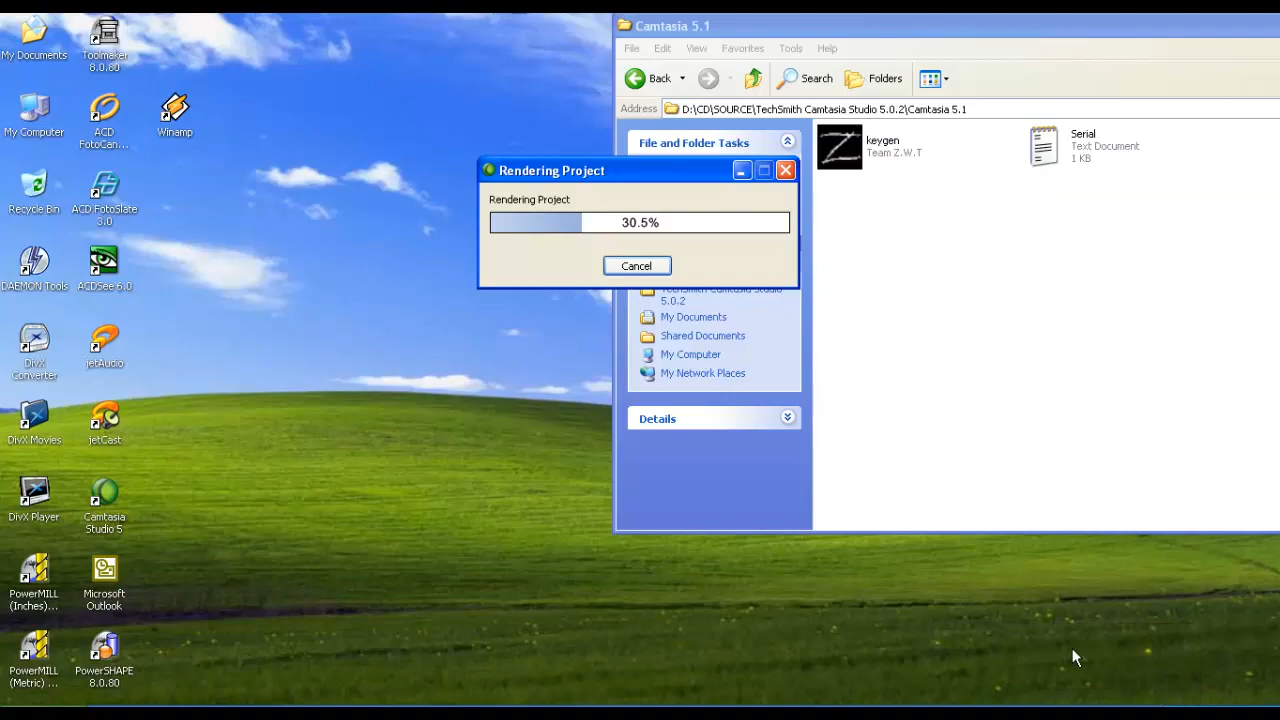 My Documents
Toolmaker
8.0.80
My Computer
ACD
FotoCan...
Winamp
Recycle Bin
ACD FotoSlate
3.0
DAEMON Tools
ACDSee 6.0
DivX
Converter
jetAudio
DivX Movies
jetCast
DivX Player
Camtasia
Studio 5
PowerMILL
(Inches)...
Microsoft
Outlook
PowerMILL
(Metric) ...
PowerSHAPE
8.0.80
Camtasia 5.1
File Edit View Favorites Tools Help
Back Search Folders
Address D:\CD\SOURCE\TechSmith Camtasia Studio 5.0.2\Camtasia 5.1
File and Folder Tasks
keygen
Team Z.W.T
Serial
Text Document
1 KB
Rendering Project
Rendering Project
30.5%
Cancel
TechSmith Camtasia Studio
5.0.2
My Documents
Shared Documents
My Computer
My Network Places
Details